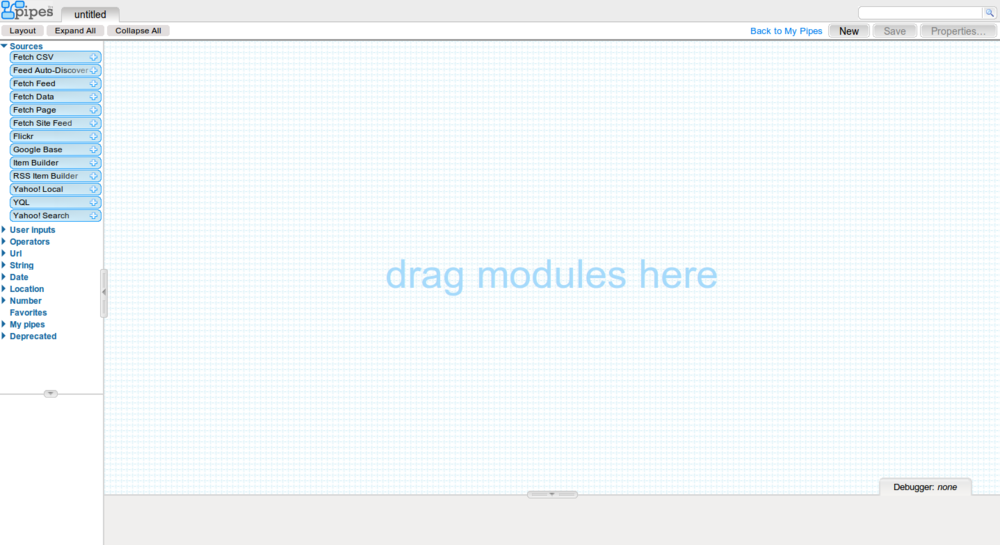 pipes™
untitled
Layout
Expand All
Collapse All
Back to My Pipes
New
Save
Properties...
Sources
Fetch CSV
Feed Auto-Discover
Fetch Feed
Fetch Data
Fetch Page
Fetch Site Feed
Flickr
Google Base
Item Builder
RSS Item Builder
Yahoo! Local
YQL
Yahoo! Search
User inputs
Operators
Url
String
Date
Location
Number
Favorites
My pipes
Deprecated
drag modules here
Debugger: none